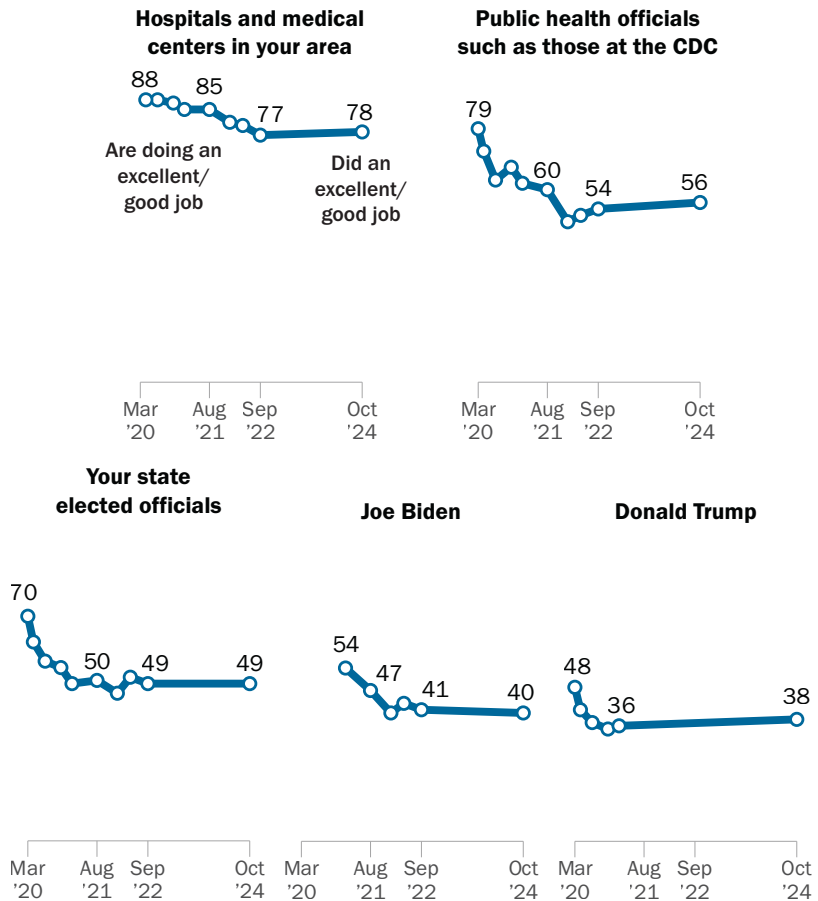 Hospitals and medical
centers in your area
88
85
77
78
Are doing an
excellent/
good job
Did an
excellent/
good job
Mar
’20
Aug
’21
Sep
’22
Oct
’24
Public health officials
such as those at the CDC
79
60
54
56
Mar
’20
Aug
’21
Sep
’22
Oct
’24
Your state
elected officials
70
50
49
49
Mar
’20
Aug
’21
Sep
’22
Oct
’24
Joe Biden
54
47
41
40
Mar
’20
Aug
’21
Sep
’22
Oct
’24
Donald Trump
48
36
38
Mar
’20
Aug
’21
Sep
’22
Oct
’24